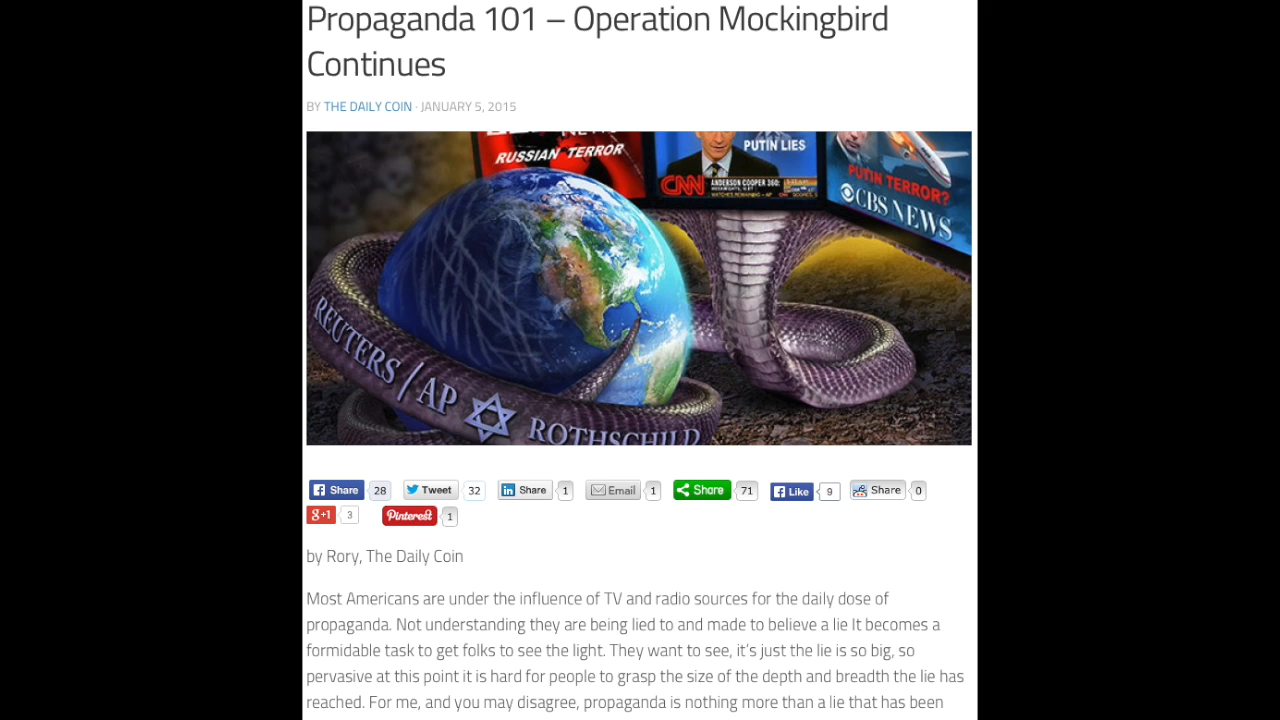 Propaganda 101 – Operation Mockingbird
Continues
BY THE DAILY COIN · JANUARY 5, 2015
RUSSIAN TERROR
PUTIN LIES
CNN
ANDERSON COOPER 360:
PUTIN TERROR?
CBS NEWS
REUTERS/AP
ROTHSCHILD
Share 28 Tweet 32 Share 1 Email 1 Share 71 Like 9 Share 0
g+1 3 Pinterest 1
by Rory, The Daily Coin
Most Americans are under the influence of TV and radio sources for the daily dose of
propaganda. Not understanding they are being lied to and made to believe a lie It becomes a
formidable task to get folks to see the light. They want to see, it’s just the lie is so big, so
pervasive at this point it is hard for people to grasp the size of the depth and breadth the lie has
reached. For me, and you may disagree, propaganda is nothing more than a lie that has been